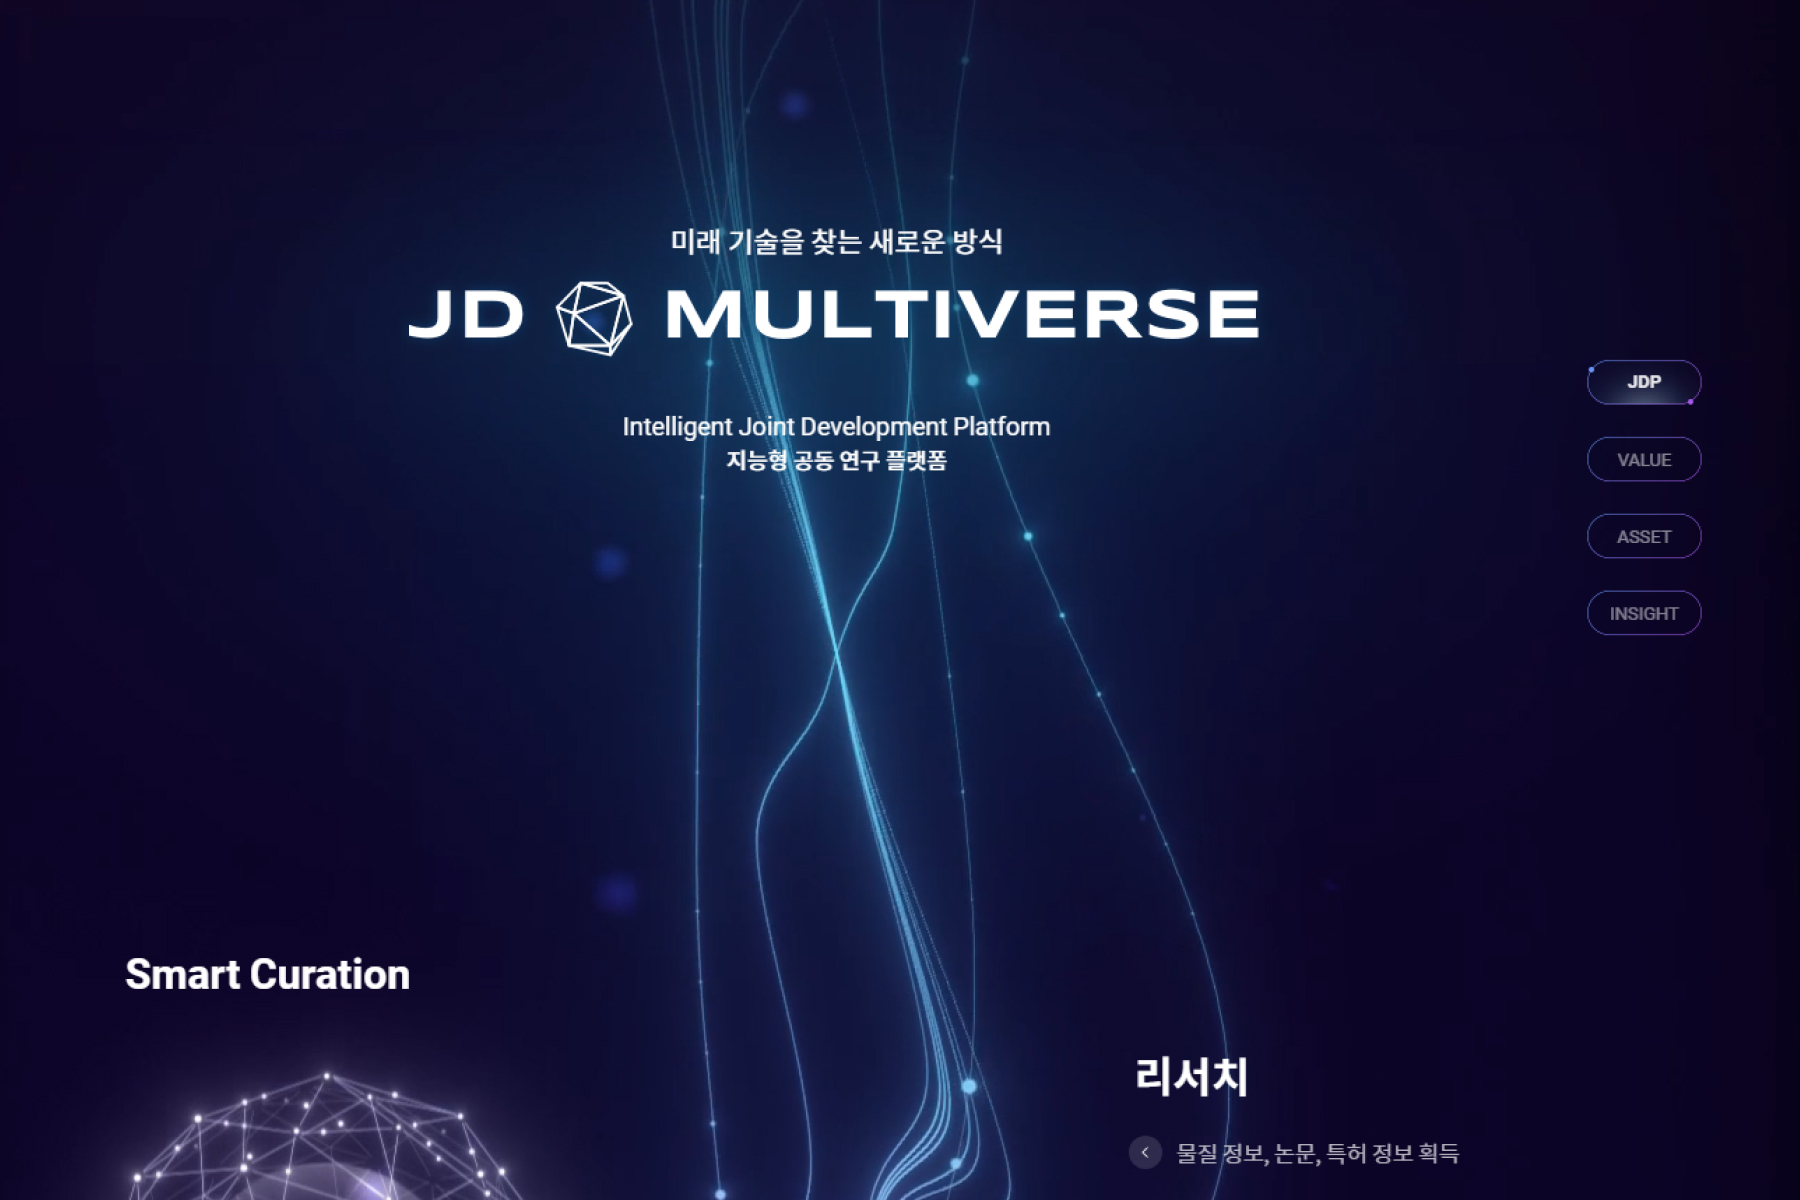 미래 기술을 찾는 새로운 방식
JD MULTIVERSE
Intelligent Joint Development Platform
지능형 공동 연구 플랫폼
JDP
VALUE
ASSET
INSIGHT
Smart Curation
리서치
물질 정보, 논문, 특허 정보 획득